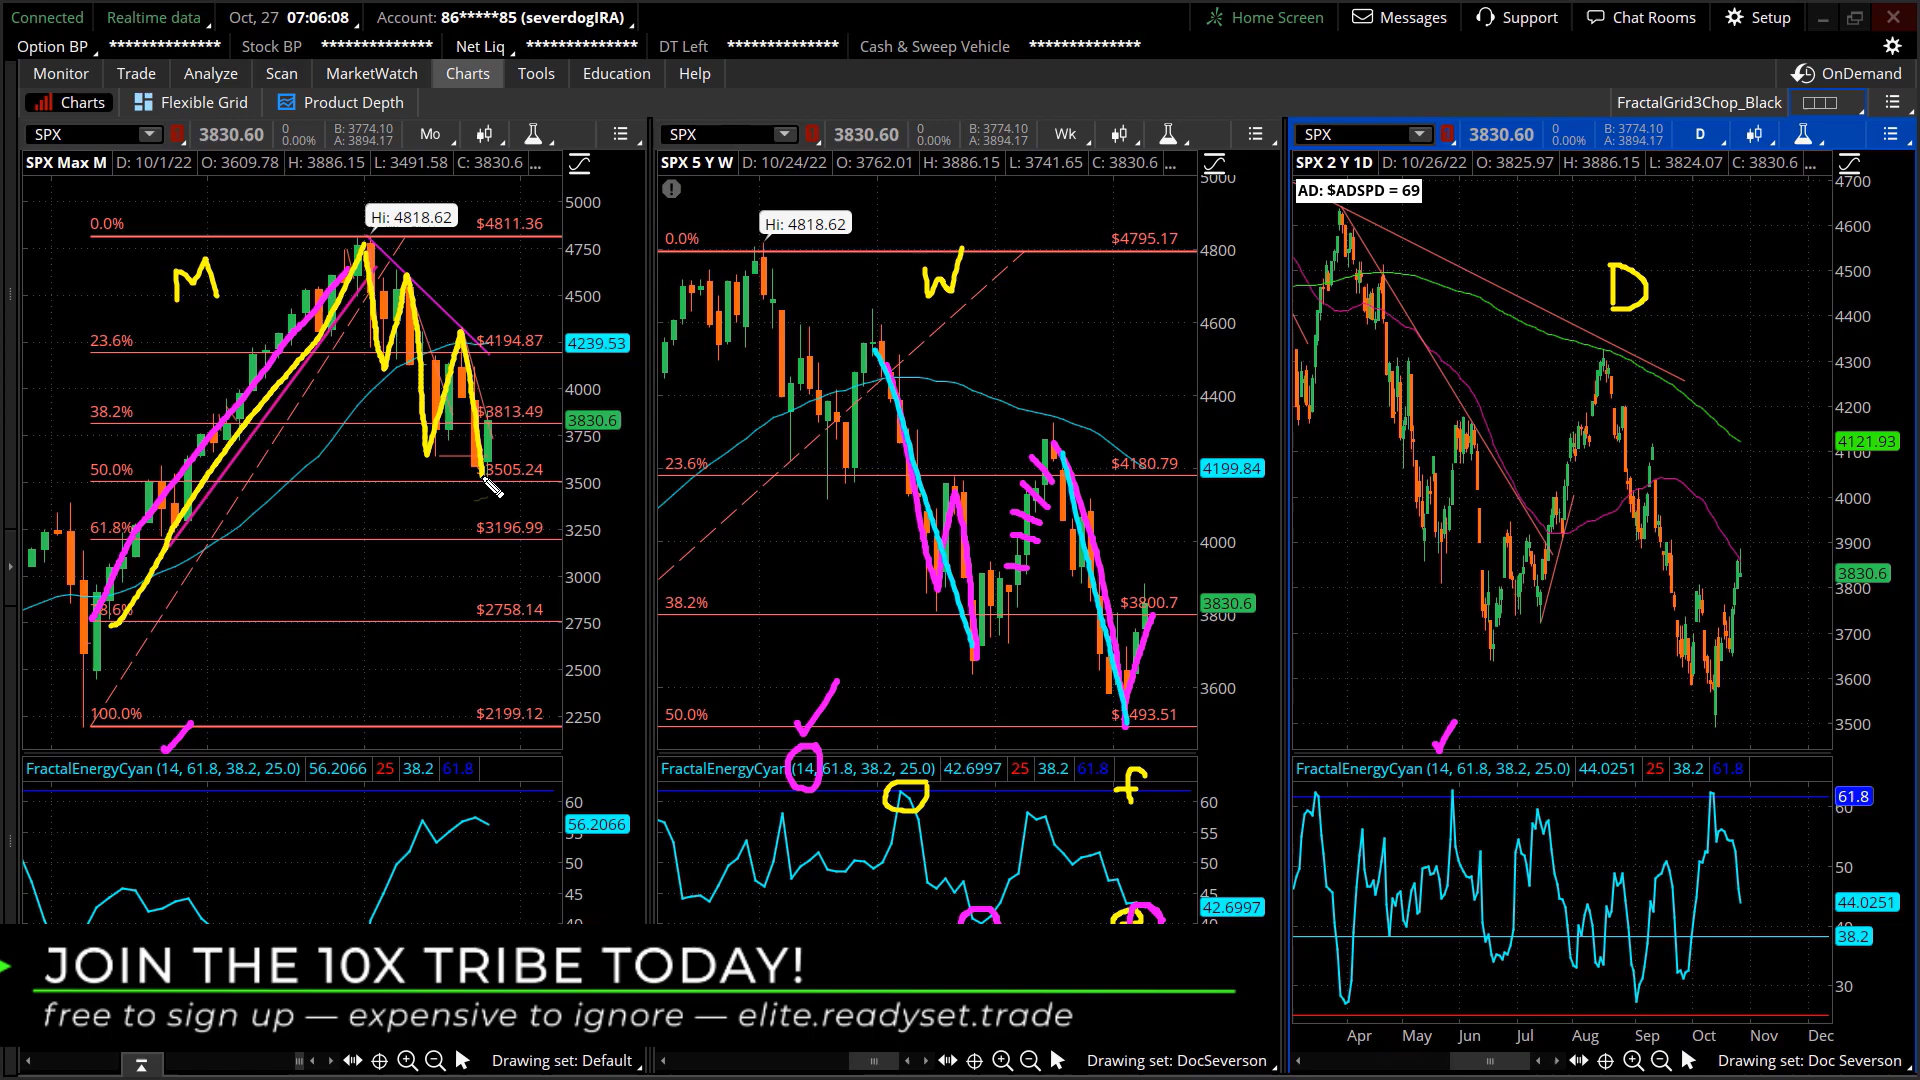 Connected Realtime data Oct, 27 07:06:08 Account: 86*****85 (severdogIRA) Home Screen Messages Support Chat Rooms Setup
Option BP ************** Stock BP ************** Net Liq ************** DT Left ************** Cash & Sweep Vehicle **************
Monitor Trade Analyze Scan MarketWatch Charts Tools Education Help OnDemand
Charts Flexible Grid Product Depth FractalGrid3Chop_Black
SPX 3830.60 0 0.00% B: 3774.10 A: 3894.17 Mo
SPX Max M D: 10/1/22 O: 3609.78 H: 3886.15 L: 3491.58 C: 3830.6 ...
Hi: 4818.62
M
0.0% $4811.36
23.6% $4194.87
38.2% $3813.49
50.0% $3505.24
61.8% $3196.99
78.6% $2758.14
100.0% $2199.12
5000
4750
4500
4239.53
4000
3830.6
3750
3500
3250
3000
2750
2500
2250
FractalEnergyCyan (14, 61.8, 38.2, 25.0) 56.2066 25 38.2 61.8
60
56.2066
55
50
45
40
SPX 3830.60 0 0.00% B: 3774.10 A: 3894.17 Wk
SPX 5 Y W D: 10/24/22 O: 3762.01 H: 3886.15 L: 3741.65 C: 3830.6 ...
Hi: 4818.62
W
0.0% $4795.17
23.6% $4180.79
38.2% $3800.7
50.0% $3493.51
5000
4800
4600
4400
4199.84
4000
3830.6
3800
3600
FractalEnergyCyan (14, 61.8, 38.2, 25.0) 42.6997 25 38.2 61.8
f
60
55
50
45
42.6997
40
SPX 3830.60 0 0.00% B: 3774.10 A: 3894.17 D
SPX 2 Y 1D D: 10/26/22 O: 3825.97 H: 3886.15 L: 3824.07 C: 3830.6 ...
AD: $ADSPD = 69
D
4700
4600
4500
4400
4300
4200
4121.93
4100
4000
3900
3830.6
3800
3700
3600
3500
FractalEnergyCyan (14, 61.8, 38.2, 25.0) 44.0251 25 38.2 61.8
61.8
60
50
44.0251
40
38.2
30
Apr May Jun Jul Aug Sep Oct Nov Dec
JOIN THE 10X TRIBE TODAY!
free to sign up — expensive to ignore — elite.readyset.trade
Drawing set: Default Drawing set: DocSeverson Drawing set: Doc Severson